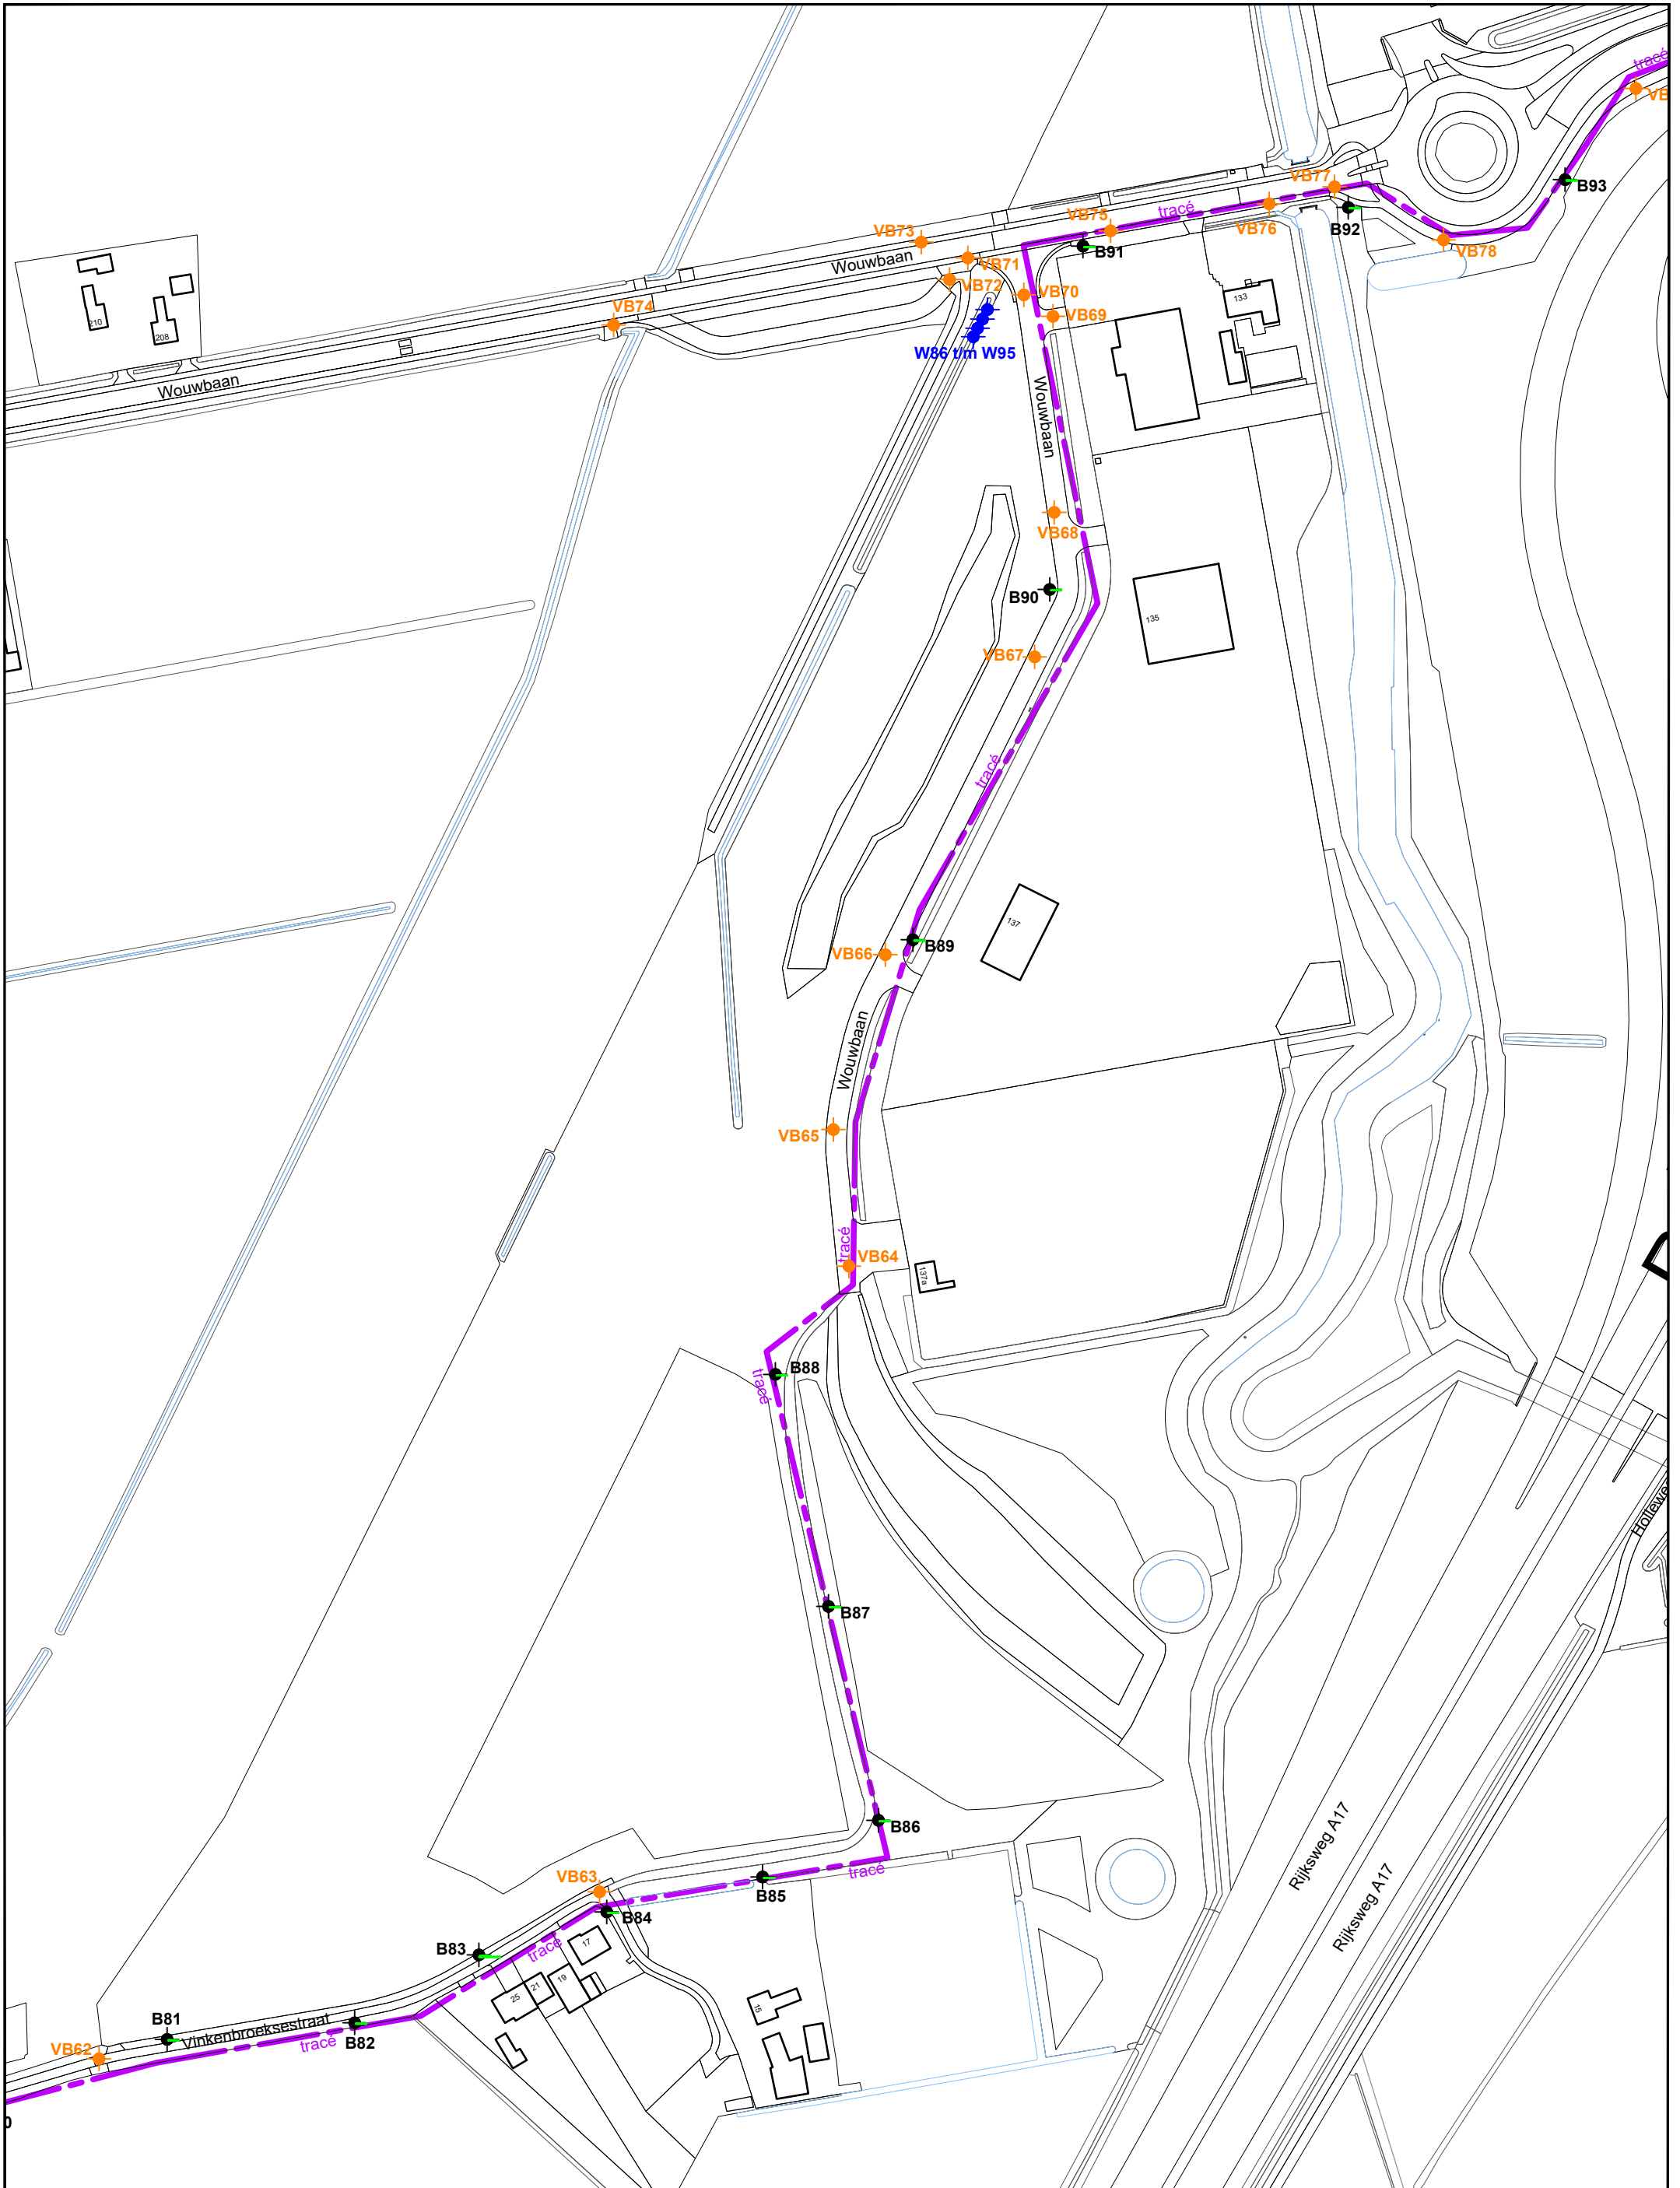 tracé
VB77
B93
VB73
VB75
tracé
VB76
B92
VB78
B91
Wouwbaan
VB71
VB72
VB70
VB74
VB69
133
210
208
W86 t/m W95
Wouwbaan
Wouwbaan
VB68
B90
135
VB67
tracé
137
VB66
B89
Wouwbaan
VB65
tracé
VB64
137a
B88
tracé
B87
B86
Rijksweg A17
VB63
tracé
B85
Rijksweg A17
B84
B83
tracé
17
19
21
25
15
B81
Vinkenbroeksestraat
tracé
B82
VB62